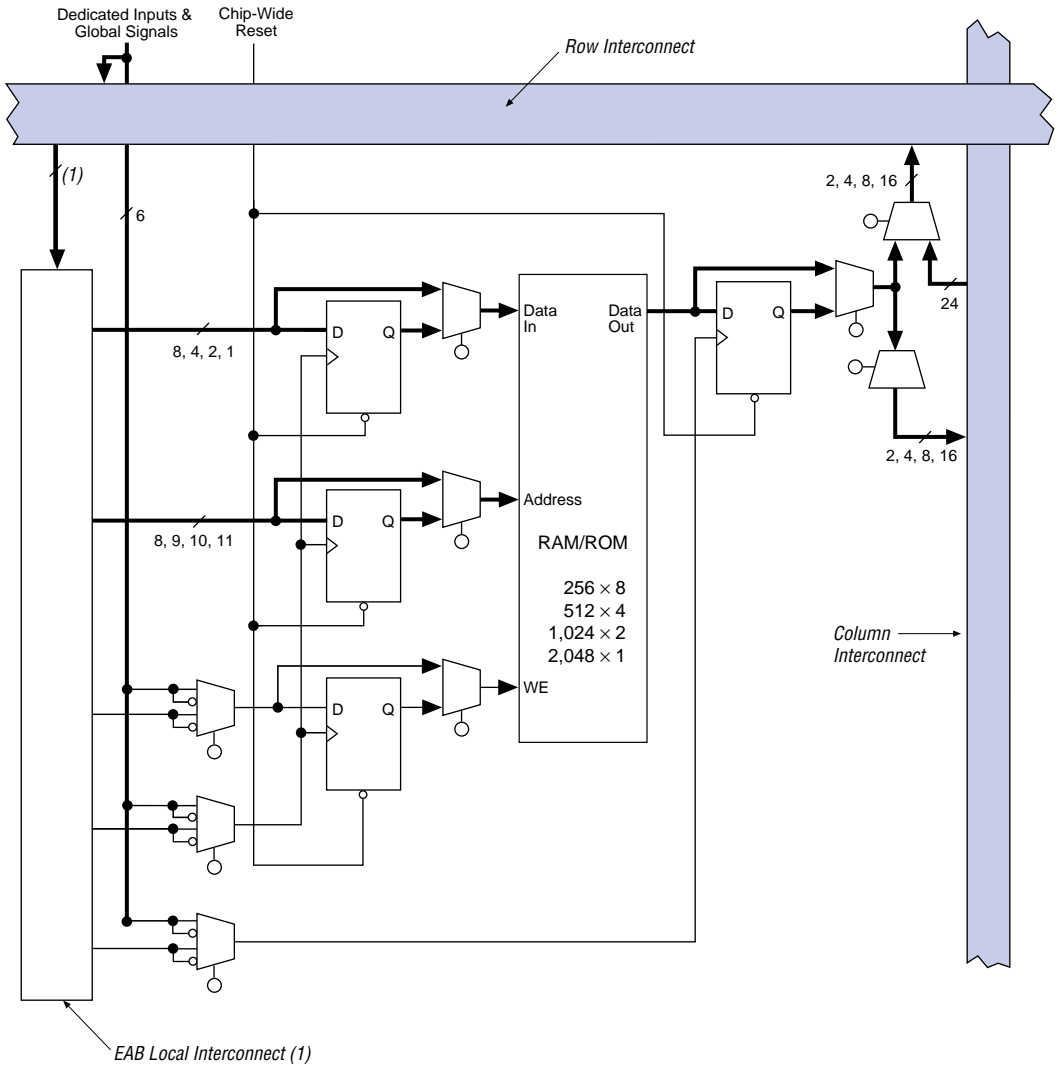 Dedicated Inputs &
Global Signals
Chip-Wide
Reset
Row Interconnect
(1)
6
2, 4, 8, 16
24
D
Q
8, 4, 2, 1
Data
In
Data
Out
D
Q
2, 4, 8, 16
D
Q
8, 9, 10, 11
Address
RAM/ROM
256 × 8
512 × 4
1,024 × 2
2,048 × 1
Column
Interconnect
D
Q
WE
EAB Local Interconnect (1)